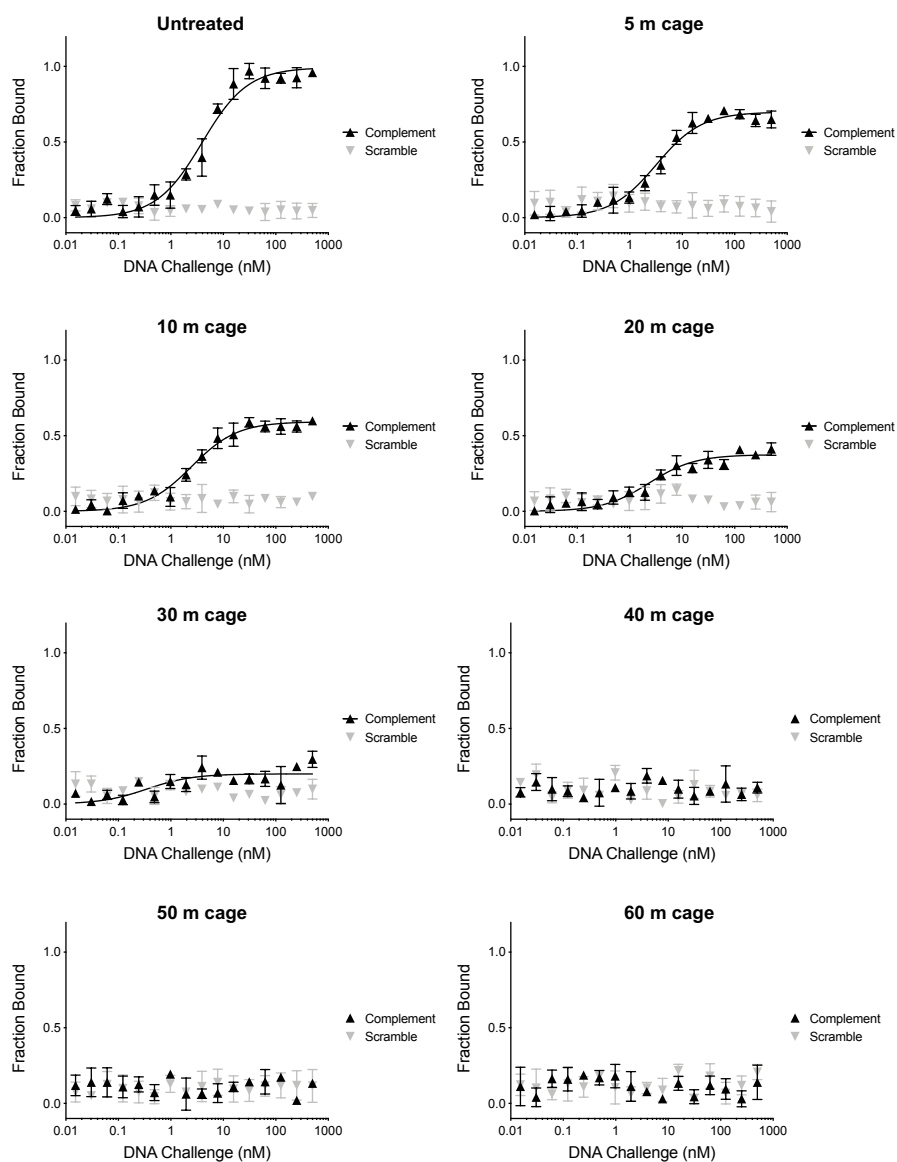 Untreated
1.0
0.5
0.0
0.01 0.1 1 10 100 1000
Fraction Bound
DNA Challenge (nM)
Complement
Scramble
5 m cage
1.0
0.5
0.0
0.01 0.1 1 10 100 1000
Fraction Bound
DNA Challenge (nM)
Complement
Scramble
10 m cage
1.0
0.5
0.0
0.01 0.1 1 10 100 1000
Fraction Bound
DNA Challenge (nM)
Complement
Scramble
20 m cage
1.0
0.5
0.0
0.01 0.1 1 10 100 1000
Fraction Bound
DNA Challenge (nM)
Complement
Scramble
30 m cage
1.0
0.5
0.0
0.01 0.1 1 10 100 1000
Fraction Bound
DNA Challenge (nM)
Complement
Scramble
40 m cage
1.0
0.5
0.0
0.01 0.1 1 10 100 1000
Fraction Bound
DNA Challenge (nM)
Complement
Scramble
50 m cage
1.0
0.5
0.0
0.01 0.1 1 10 100 1000
Fraction Bound
DNA Challenge (nM)
Complement
Scramble
60 m cage
1.0
0.5
0.0
0.01 0.1 1 10 100 1000
Fraction Bound
DNA Challenge (nM)
Complement
Scramble